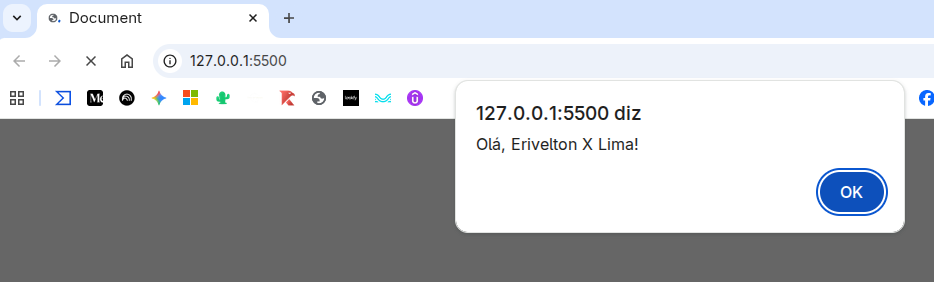 Document
127.0.0.1:5500
127.0.0.1:5500 diz
Olá, Erivelton X Lima!
OK